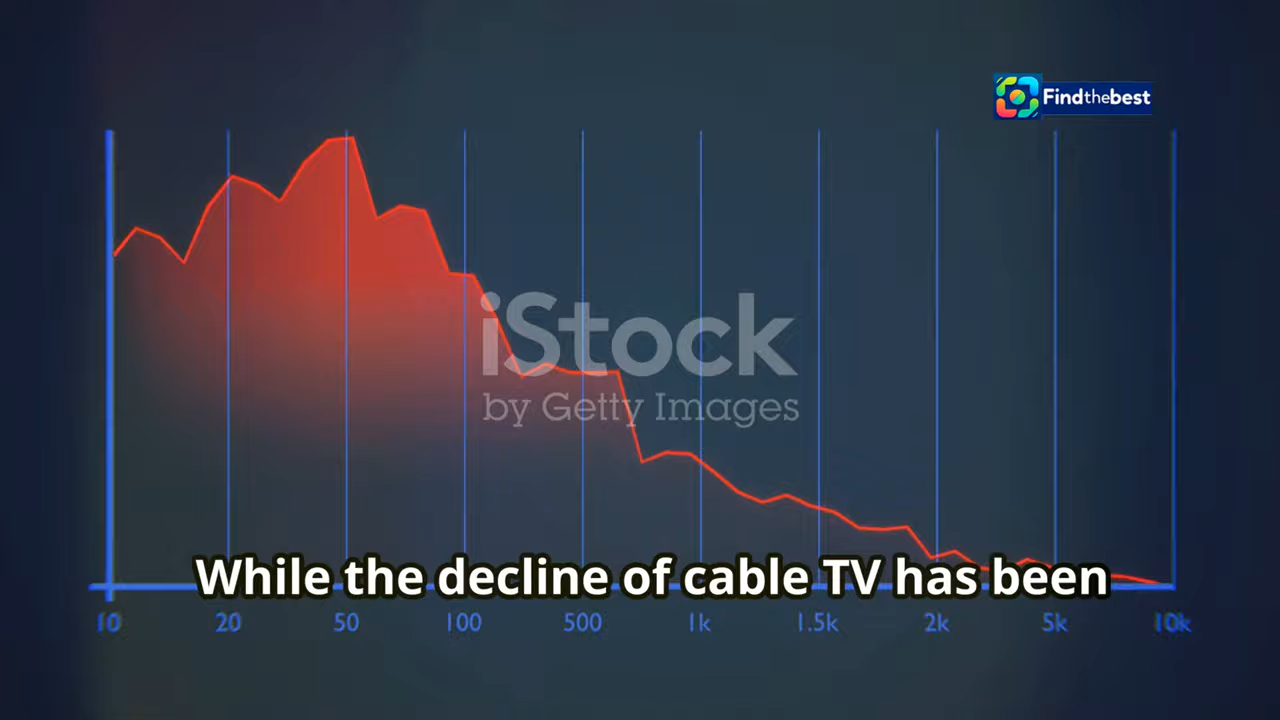 Findthebest
iStock
by Getty Images
While the decline of cable TV has been
10 20 50 100 500 1k 1.5k 2k 5k 10k